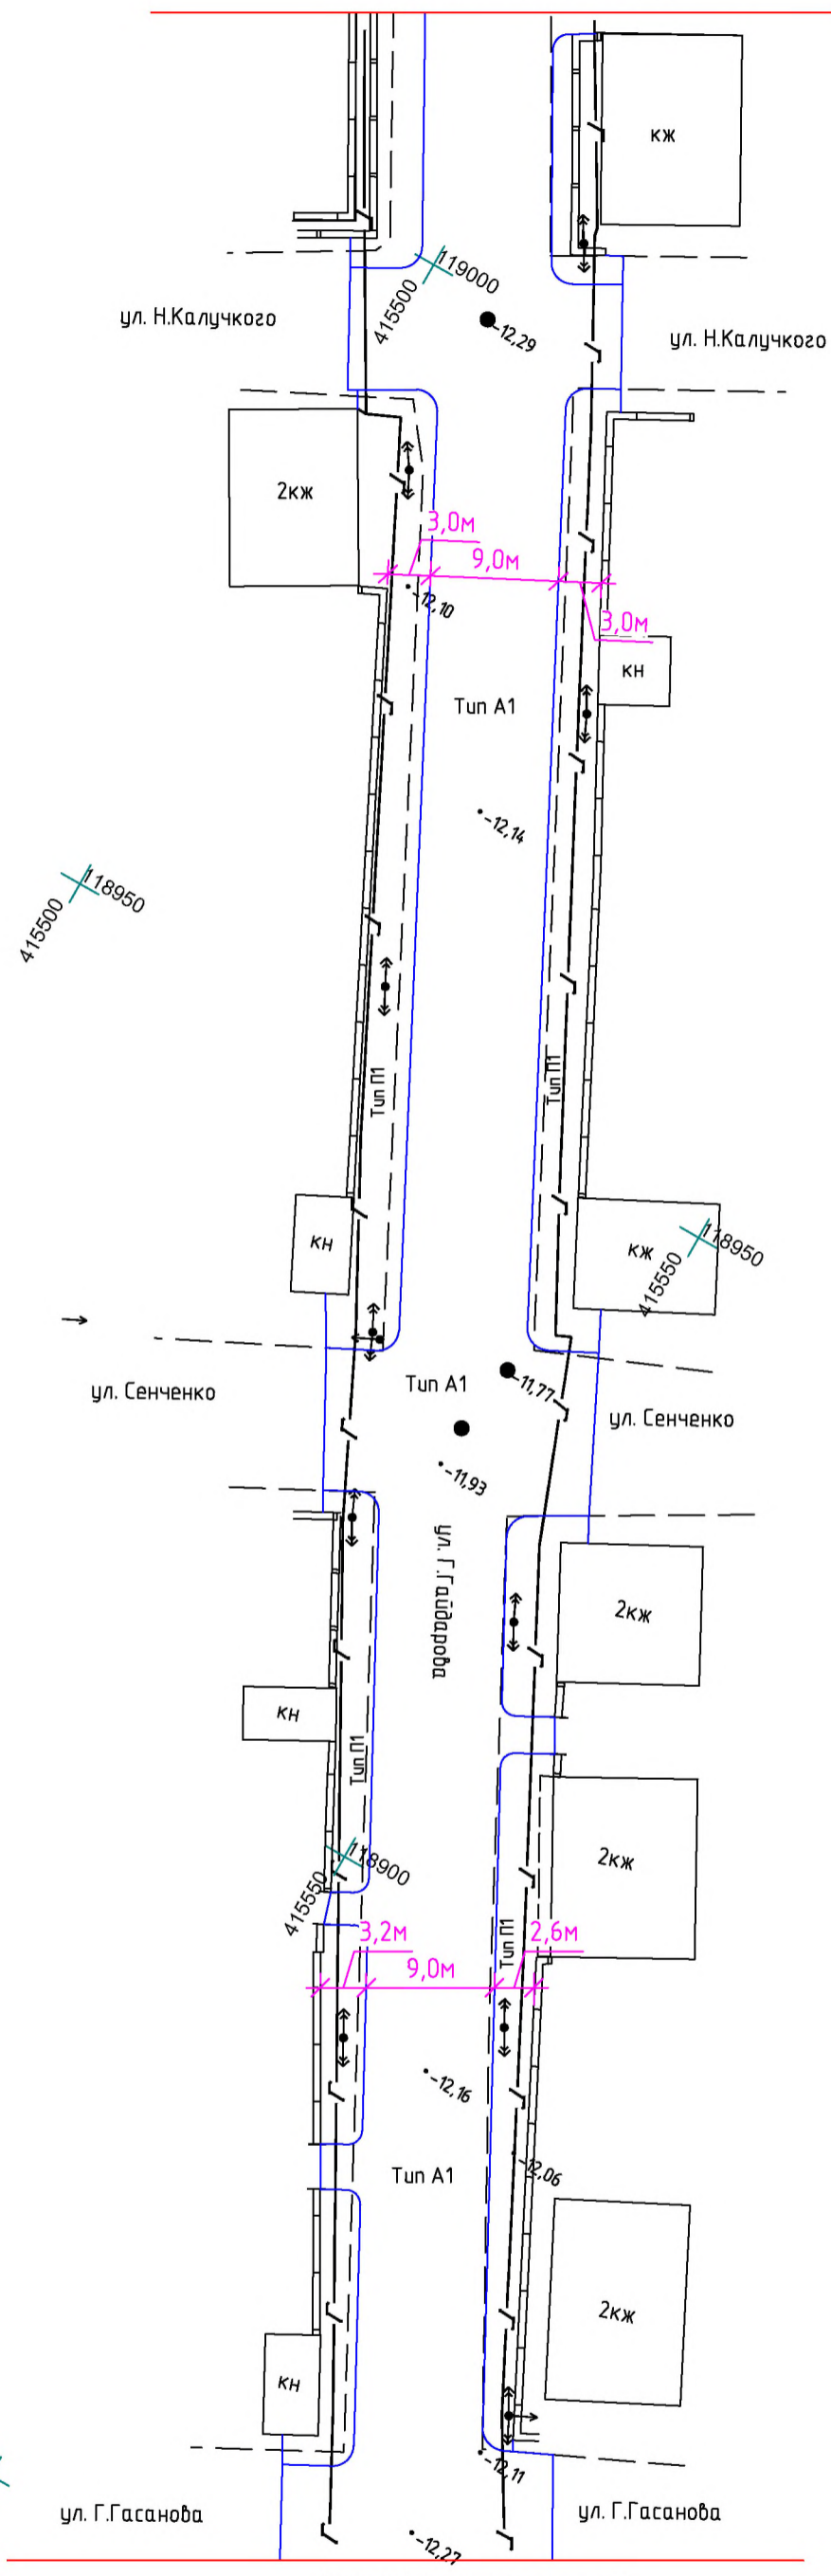 кж
119000
415500
ул. Н.Калучкого
-12,29
ул. Н.Калучкого
2кж
3,0м
9,0м
-12,10
3,0м
кн
Тип А1
-12,14
118950
415500
Тип П1
Тип П1
кн
кж
118950
415550
Тип А1
-11,77
ул. Сенченко
ул. Сенченко
-11,93
ул. Г.Гайдарова
2кж
кн
Тип П1
118900
415550
2кж
Тип П1
3,2м
2,6м
9,0м
-12,16
-12,06
Тип А1
2кж
кн
-12,11
ул. Г.Гасанова
ул. Г.Гасанова
-12,27